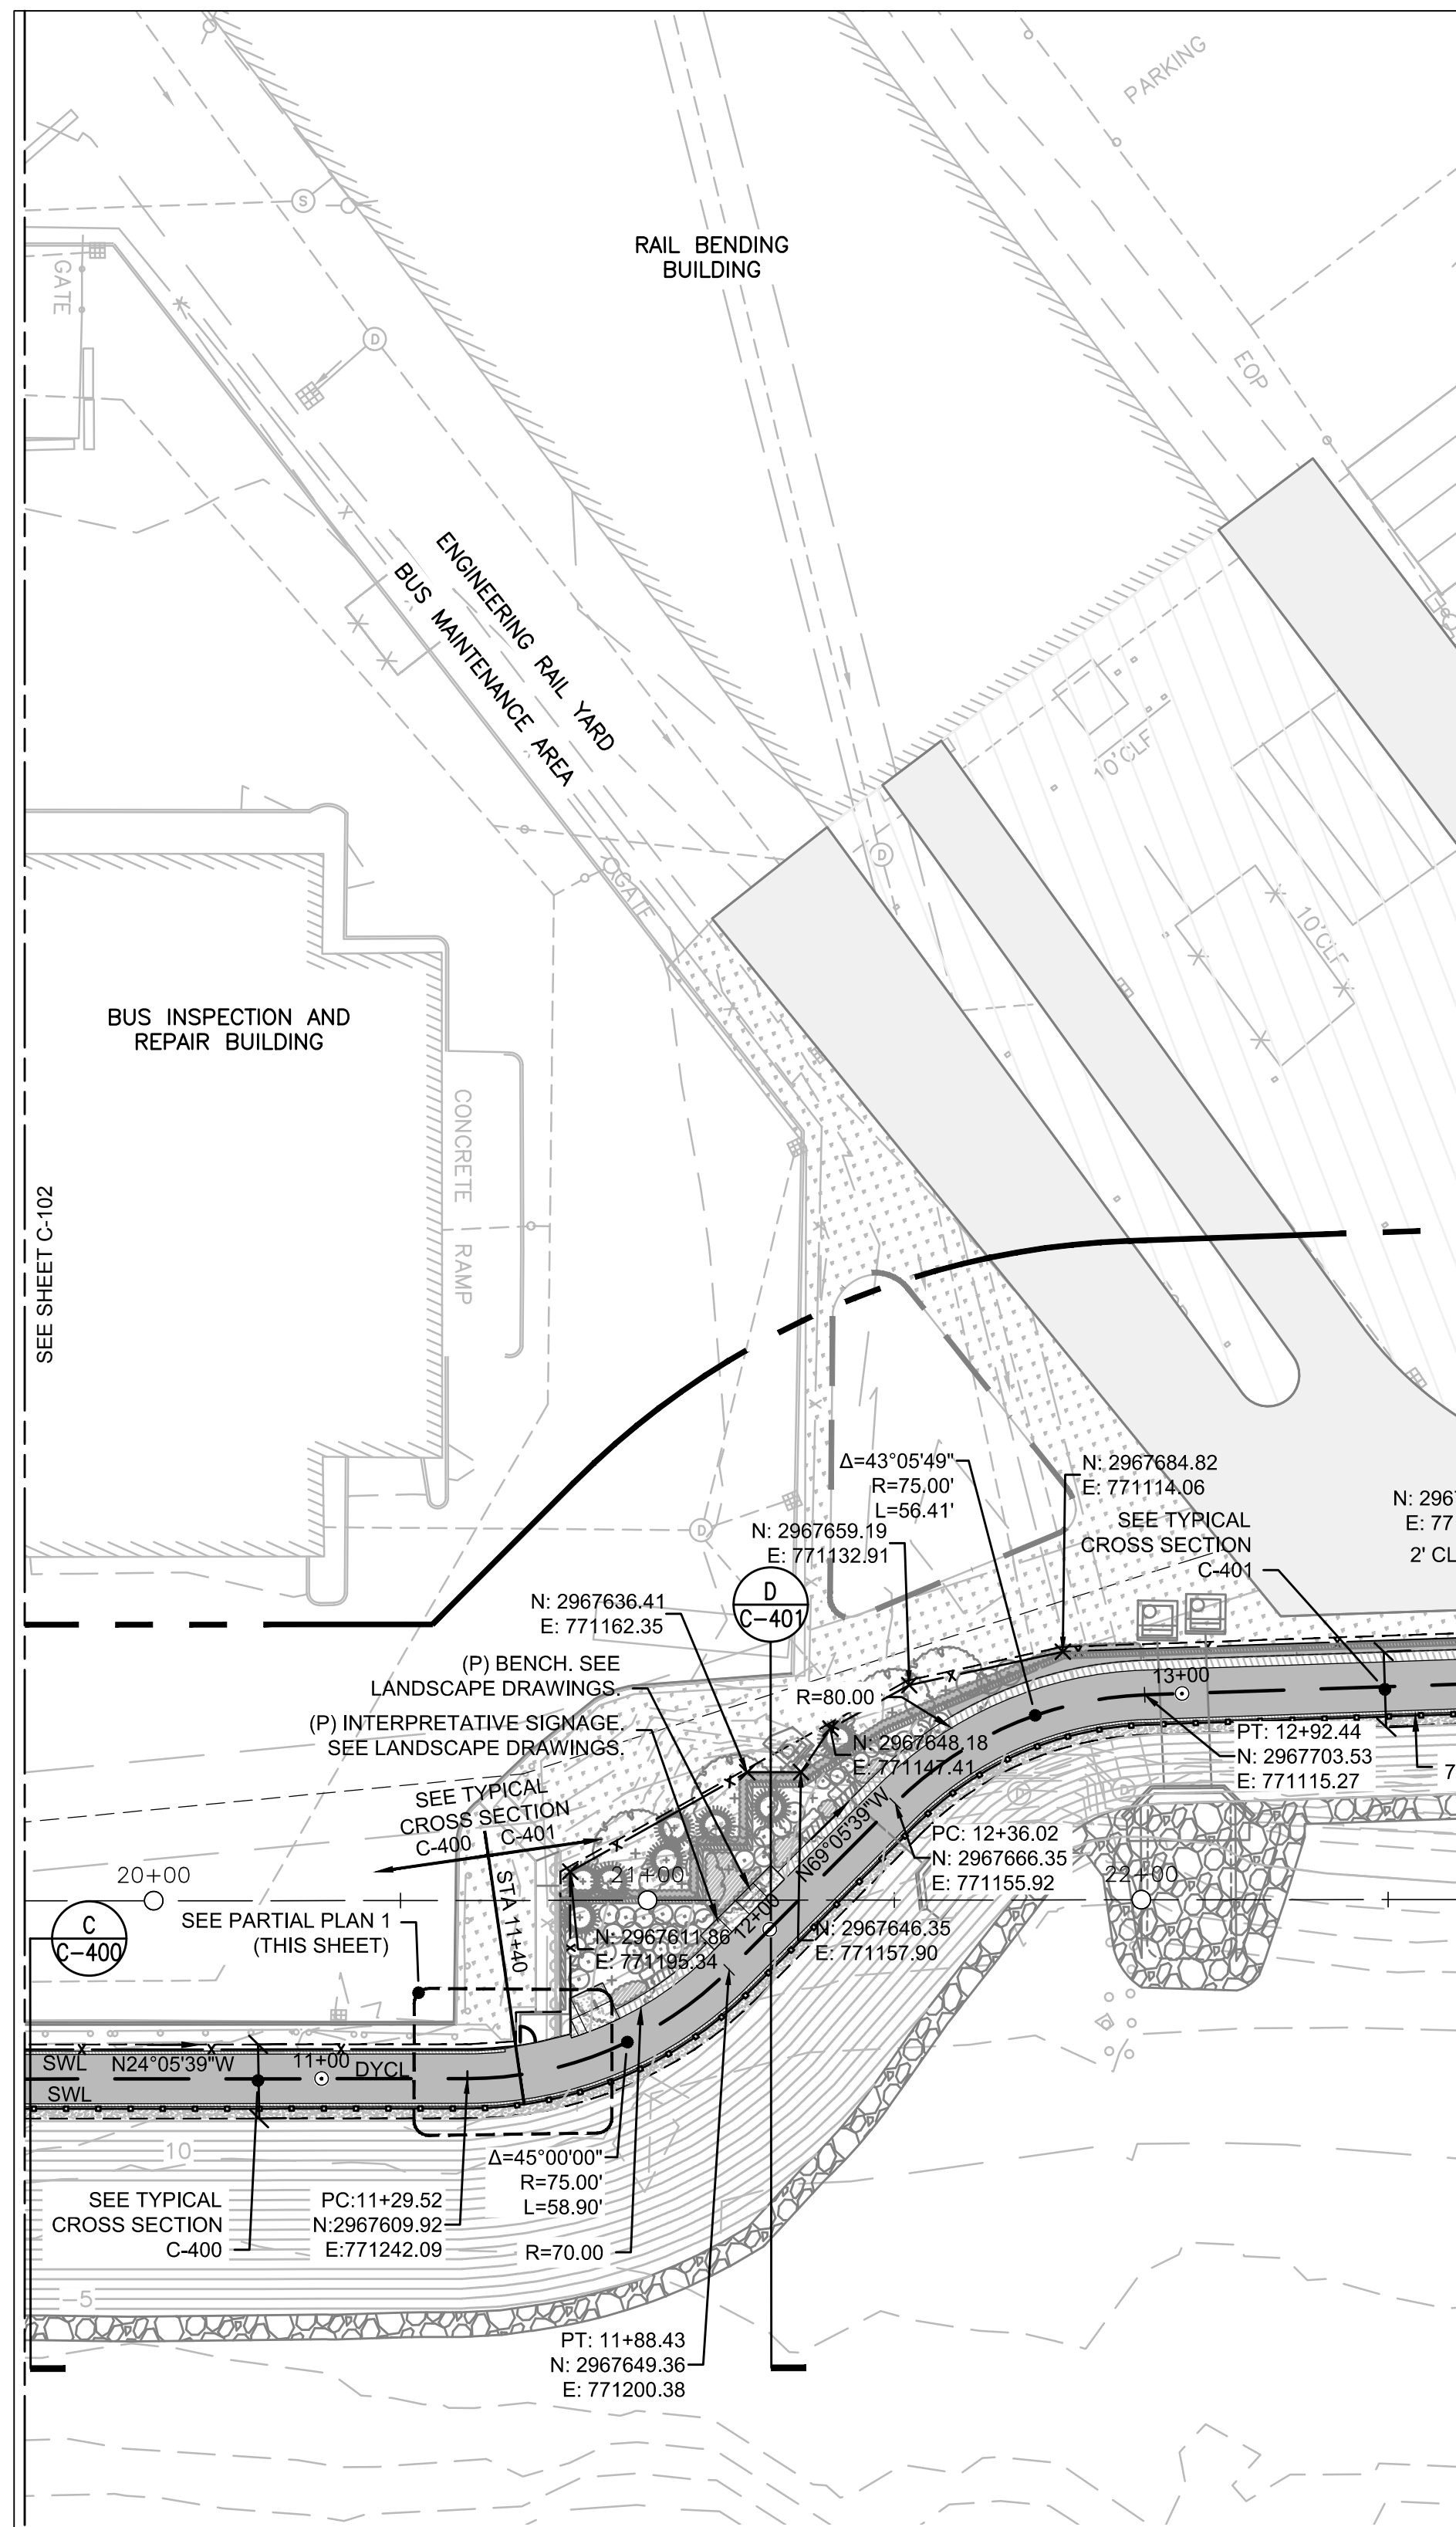 PARKING
S
RAIL BENDING
BUILDING
GATE
D
EOP
ENGINEERING RAIL YARD
BUS MAINTENANCE AREA
10'CLF
D
GATE
10'CLF
BUS INSPECTION AND
REPAIR BUILDING
CONCRETE RAMP
SEE SHEET C-102
Δ=43°05'49"
R=75.00'
L=56.41'
N: 2967684.82
E: 771114.06
SEE TYPICAL
CROSS SECTION
C-401
N: 296
E: 77
2' CL
D
N: 2967659.19
E: 771132.91
D
C-401
N: 2967636.41
E: 771162.35
(P) BENCH. SEE
LANDSCAPE DRAWINGS.
(P) INTERPRETATIVE SIGNAGE.
SEE LANDSCAPE DRAWINGS.
R=80.00
13+00
N: 2967648.18
E: 771147.41
PT: 12+92.44
N: 2967703.53
E: 771115.27
7
SEE TYPICAL
CROSS SECTION
C-400 C-401
N69°05'39"W
PC: 12+36.02
N: 2967666.35
E: 771155.92
20+00
21+00
22+00
STA 11+40
12+00
C
C-400
SEE PARTIAL PLAN 1
(THIS SHEET)
N: 2967611.86
E: 771195.34
N: 2967646.35
E: 771157.90
SWL
N24°05'39"W
11+00
DYCL
SWL
10
Δ=45°00'00"
R=75.00'
L=58.90'
SEE TYPICAL
CROSS SECTION
C-400
PC:11+29.52
N:2967609.92
E:771242.09
R=70.00
-5
PT: 11+88.43
N: 2967649.36
E: 771200.38